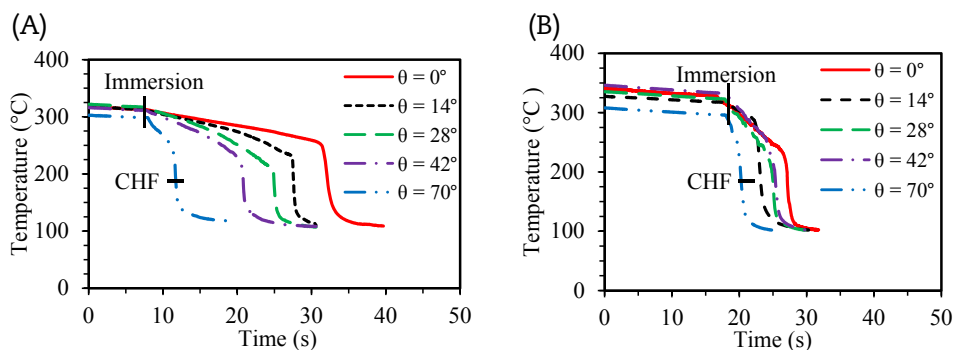 (A)
400
300
200
100
0
Temperature (°C)
Immersion
CHF
θ = 0°
θ = 14°
θ = 28°
θ = 42°
θ = 70°
0 10 20 30 40 50
Time (s)
(B)
400
300
200
100
0
Temperature (°C)
Immersion
CHF
θ = 0°
θ = 14°
θ = 28°
θ = 42°
θ = 70°
0 10 20 30 40 50
Time (s)